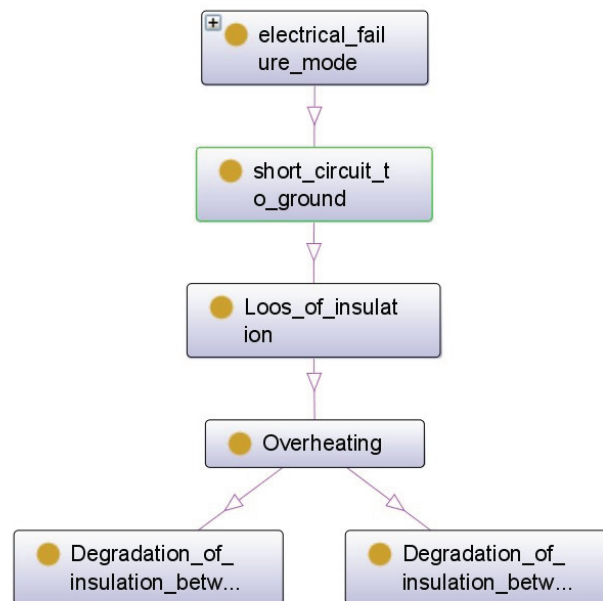 electrical_fail
ure_mode
short_circuit_t
o_ground
Loos_of_insulat
ion
Overheating
Degradation_of_
insulation_betw...
Degradation_of_
insulation_betw...